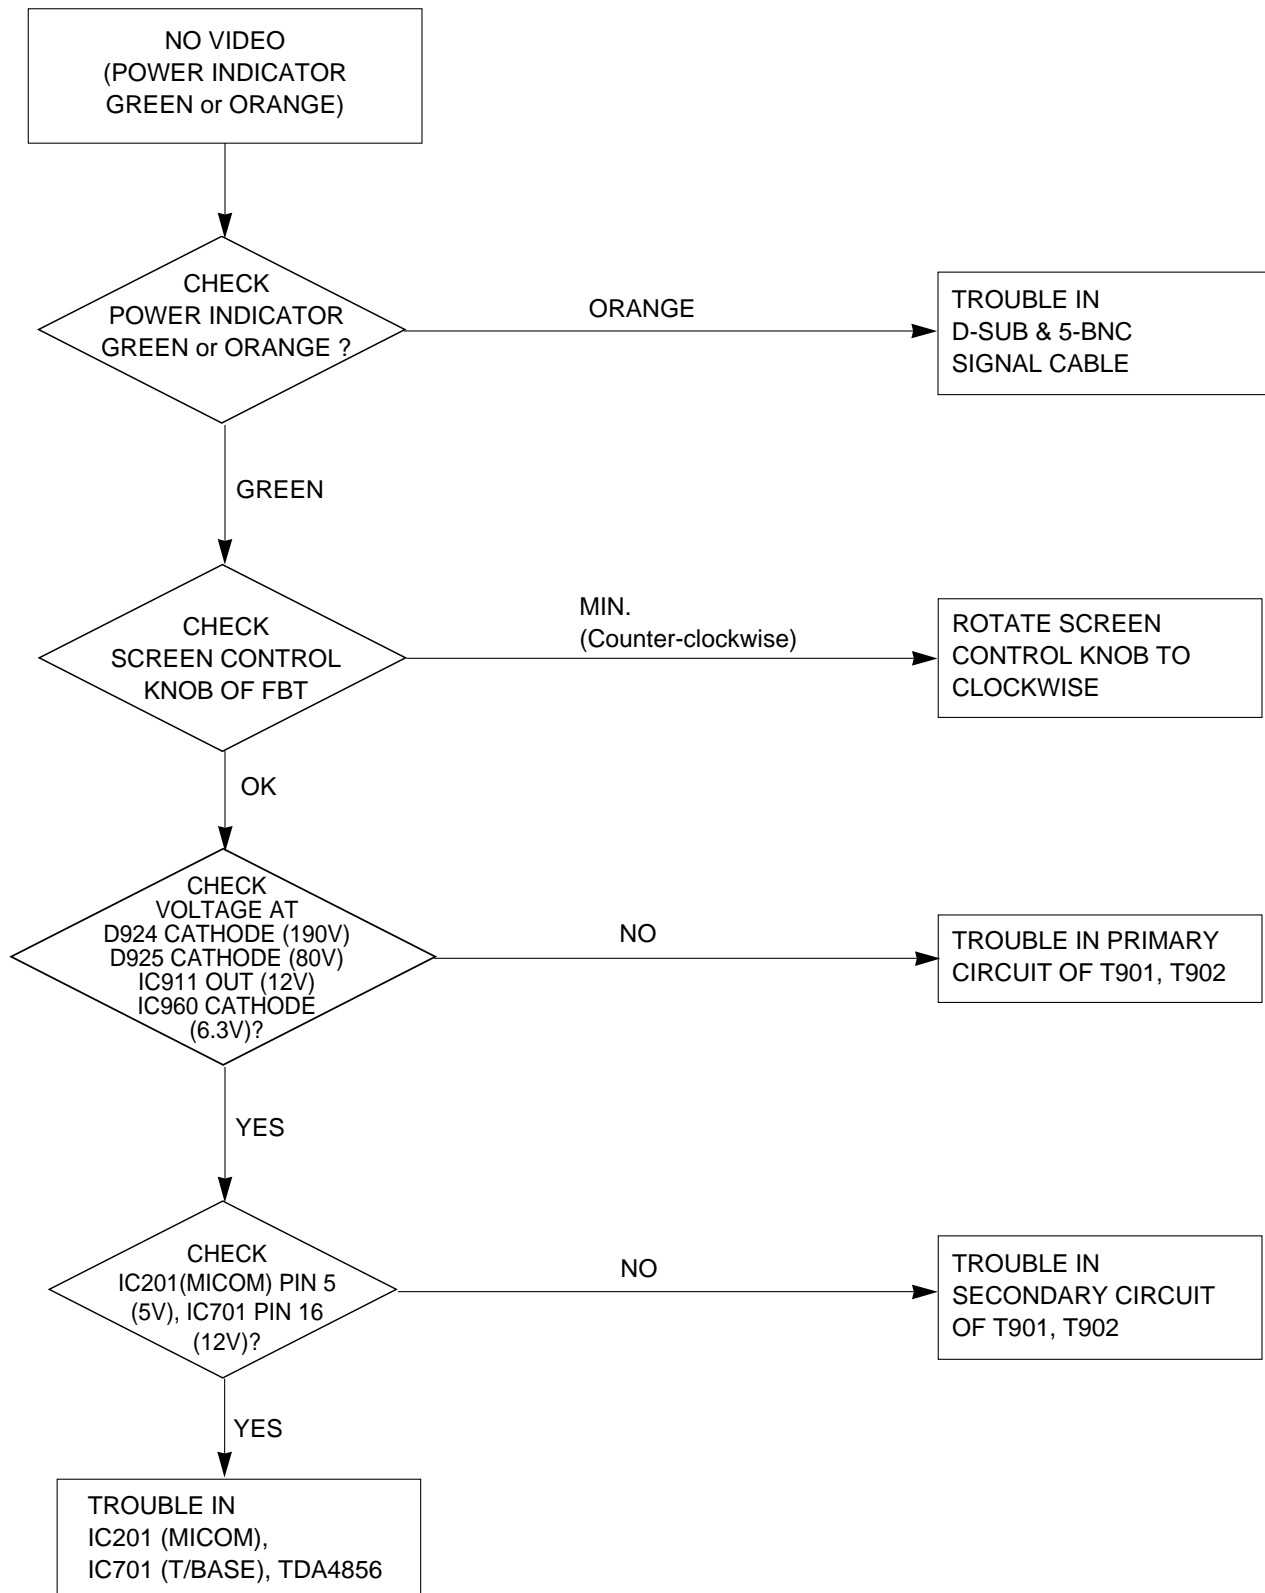 NO VIDEO
(POWER INDICATOR
GREEN or ORANGE)
CHECK
POWER INDICATOR
GREEN or ORANGE ?
ORANGE
TROUBLE IN
D-SUB & 5-BNC
SIGNAL CABLE
GREEN
CHECK
SCREEN CONTROL
KNOB OF FBT
MIN.
(Counter-clockwise)
ROTATE SCREEN
CONTROL KNOB TO
CLOCKWISE
OK
CHECK
VOLTAGE AT
D924 CATHODE (190V)
D925 CATHODE (80V)
IC911 OUT (12V)
IC960 CATHODE
(6.3V)?
NO
TROUBLE IN PRIMARY
CIRCUIT OF T901, T902
YES
CHECK
IC201(MICOM) PIN 5
(5V), IC701 PIN 16
(12V)?
NO
TROUBLE IN
SECONDARY CIRCUIT
OF T901, T902
YES
TROUBLE IN
IC201 (MICOM),
IC701 (T/BASE), TDA4856